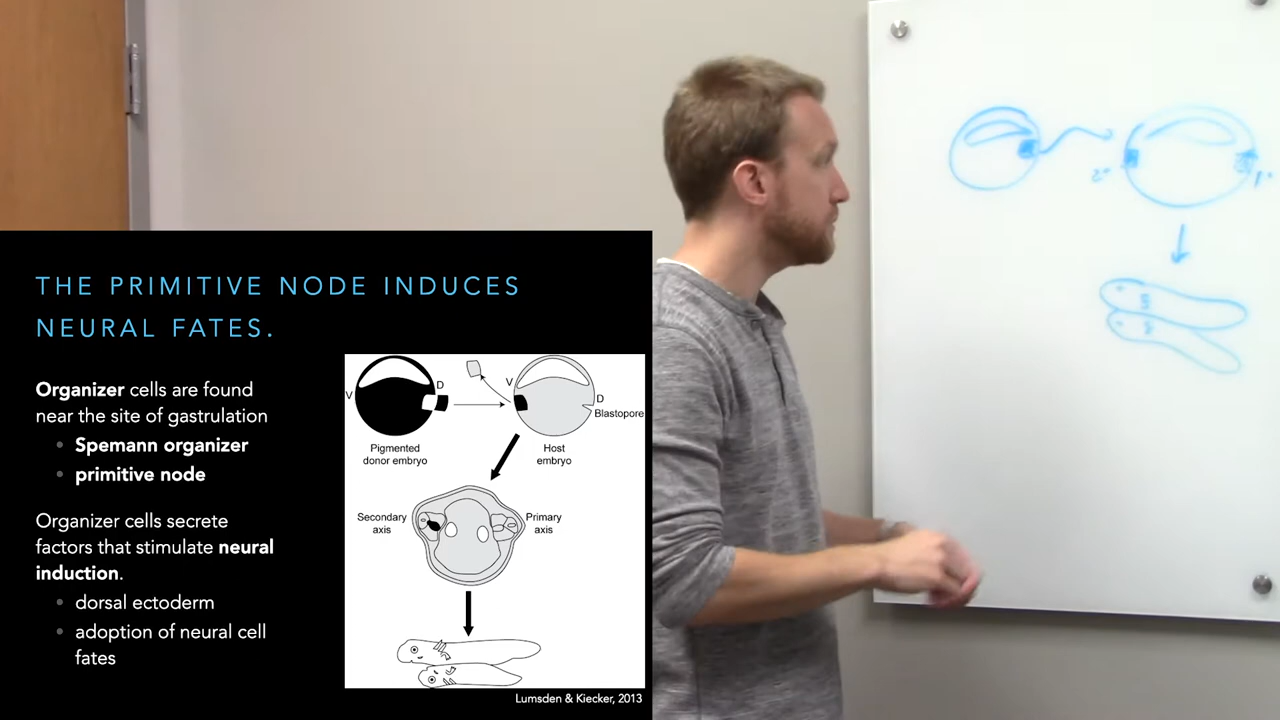 THE PRIMITIVE NODE INDUCES
NEURAL FATES.
Organizer cells are found
near the site of gastrulation
• Spemann organizer
• primitive node
Organizer cells secrete
factors that stimulate neural
induction.
• dorsal ectoderm
• adoption of neural cell
fates
V
D
V
D
Blastopore
Pigmented
donor embryo
Host
embryo
Secondary
axis
Primary
axis
Lumsden & Kiecker, 2013
2°
1°